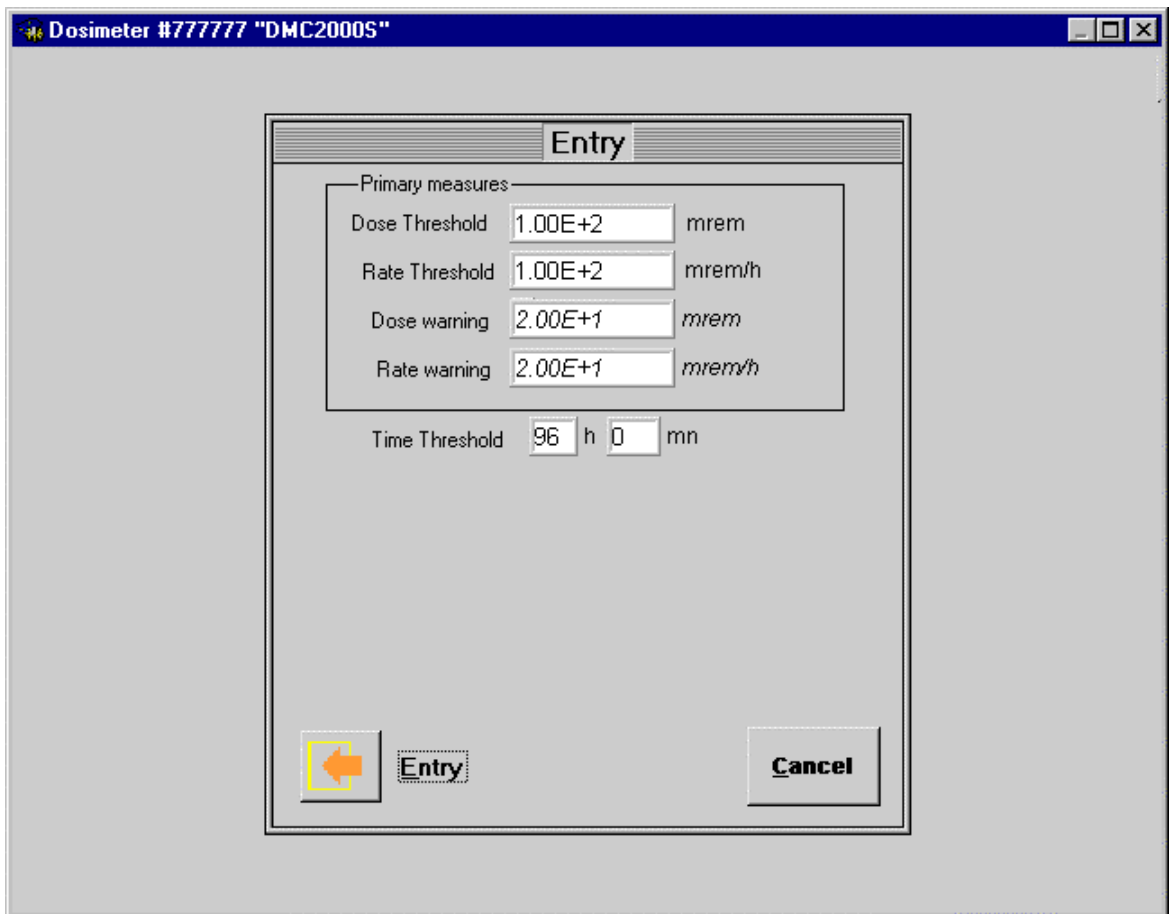 Dosimeter #777777 "DMC2000S"
Entry
Primary measures
Dose Threshold 1.00E+2 mrem
Rate Threshold 1.00E+2 mrem/h
Dose warning 2.00E+1 mrem
Rate warning 2.00E+1 mrem/h
Time Threshold 96 h 0 mn
Entry Cancel